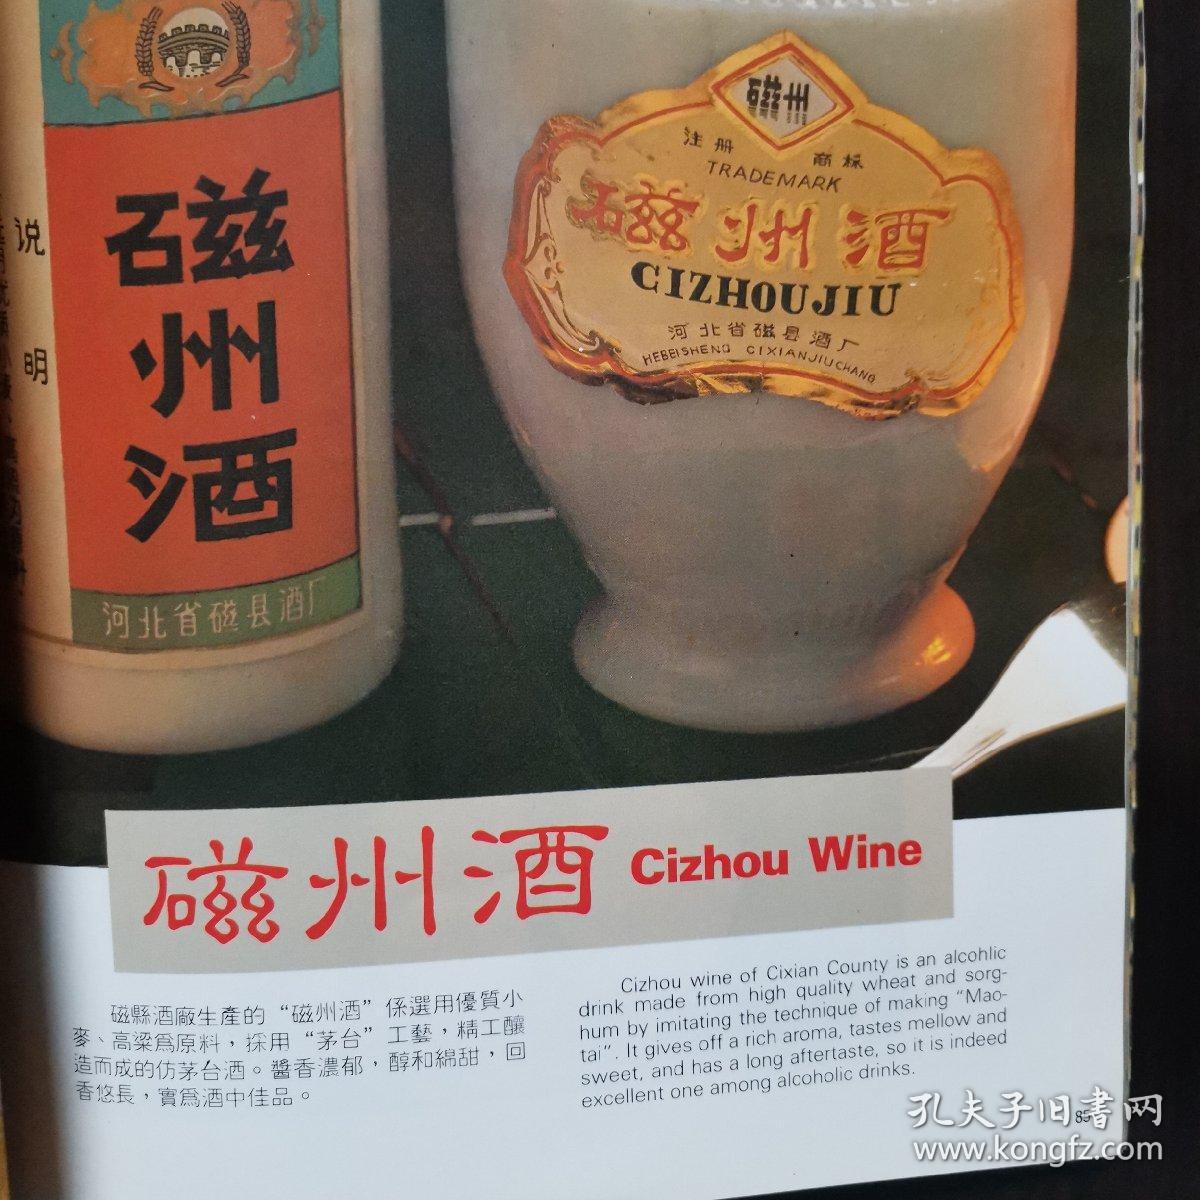 磁州
注册 商标
TRADEMARK
磁州酒
CIZHOUJIU
河北省磁县酒厂
HEBEISHENG CIXIANJIUCHANG
说明
磁州酒
河北省磁县酒厂
磁州酒 Cizhou Wine
磁縣酒廠生產的“磁州酒”係選用優質小
麥、高粱爲原料，採用“茅台”工藝，精工釀
造而成的仿茅台酒。醬香濃郁，醇和綿甜，回
香悠長，實爲酒中佳品。
Cizhou wine of Cixian County is an alcohlic
drink made from high quality wheat and sorg-
hum by imitating the technique of making “Mao-
tai”. It gives off a rich aroma, tastes mellow and
sweet, and has a long aftertaste, so it is indeed
excellent one among alcoholic drinks.
85
孔夫子旧書网
www.kongfz.com